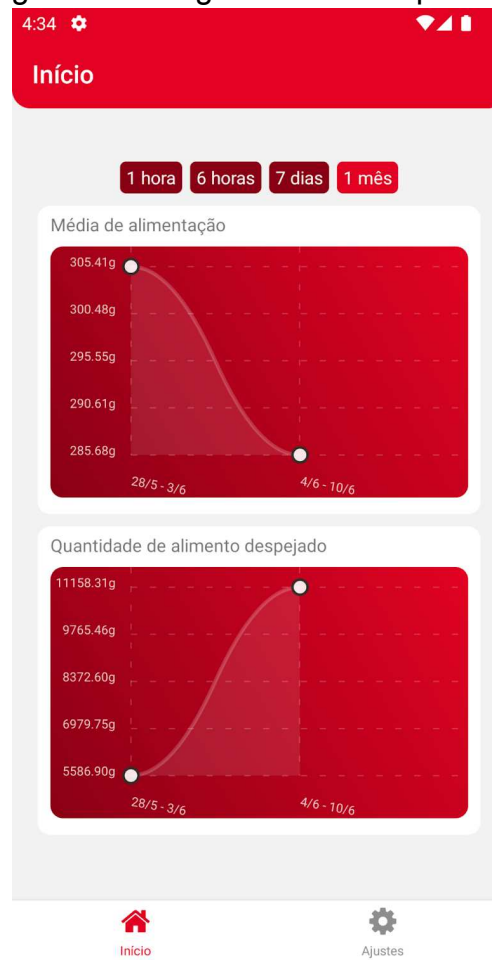 4:34
Início
1 hora 6 horas 7 dias 1 mês
Média de alimentação
305.41g
300.48g
295.55g
290.61g
285.68g
28/5 - 3/6 4/6 - 10/6
Quantidade de alimento despejado
11158.31g
9765.46g
8372.60g
6979.75g
5586.90g
28/5 - 3/6 4/6 - 10/6
Início Ajustes